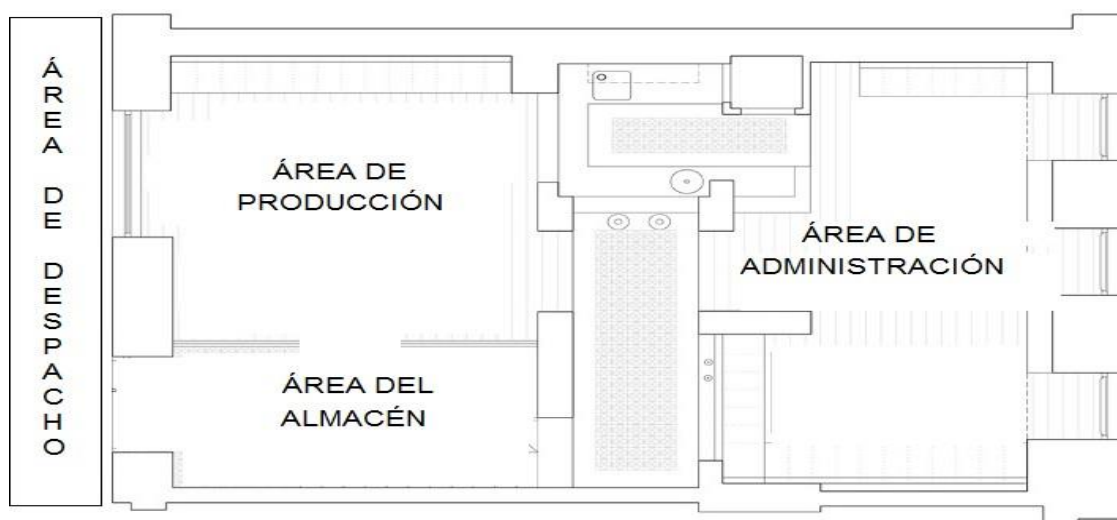 ÁREA DE DESPACHO
ÁREA DE
PRODUCCIÓN
ÁREA DE
ADMINISTRACIÓN
ÁREA DEL
ALMACÉN